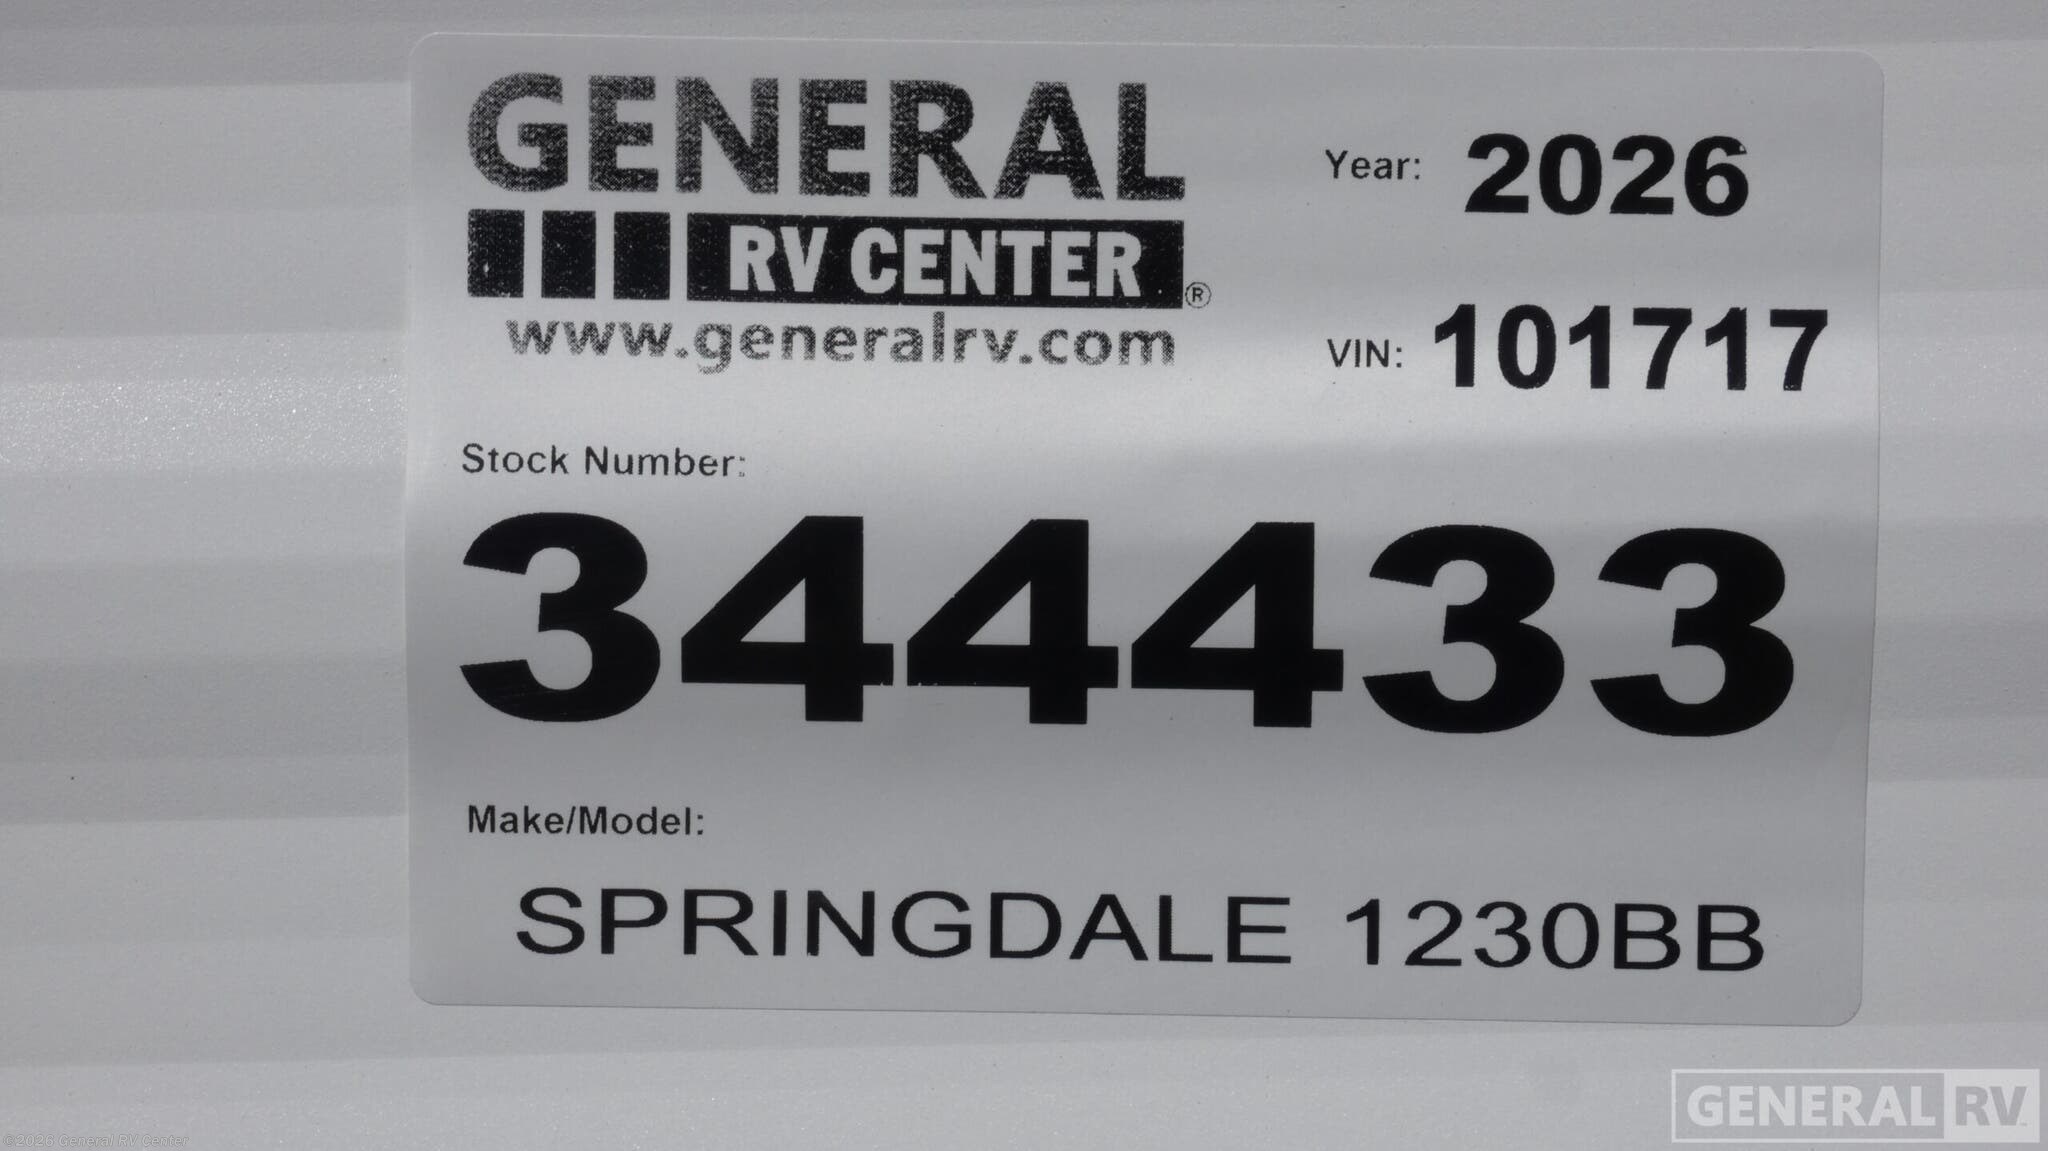 GENERAL
RV CENTER®
www.generalrv.com
Year: 2026
VIN: 101717
Stock Number:
344433
Make/Model:
SPRINGDALE 1230BB
GENERAL RV
©2026 General RV Center